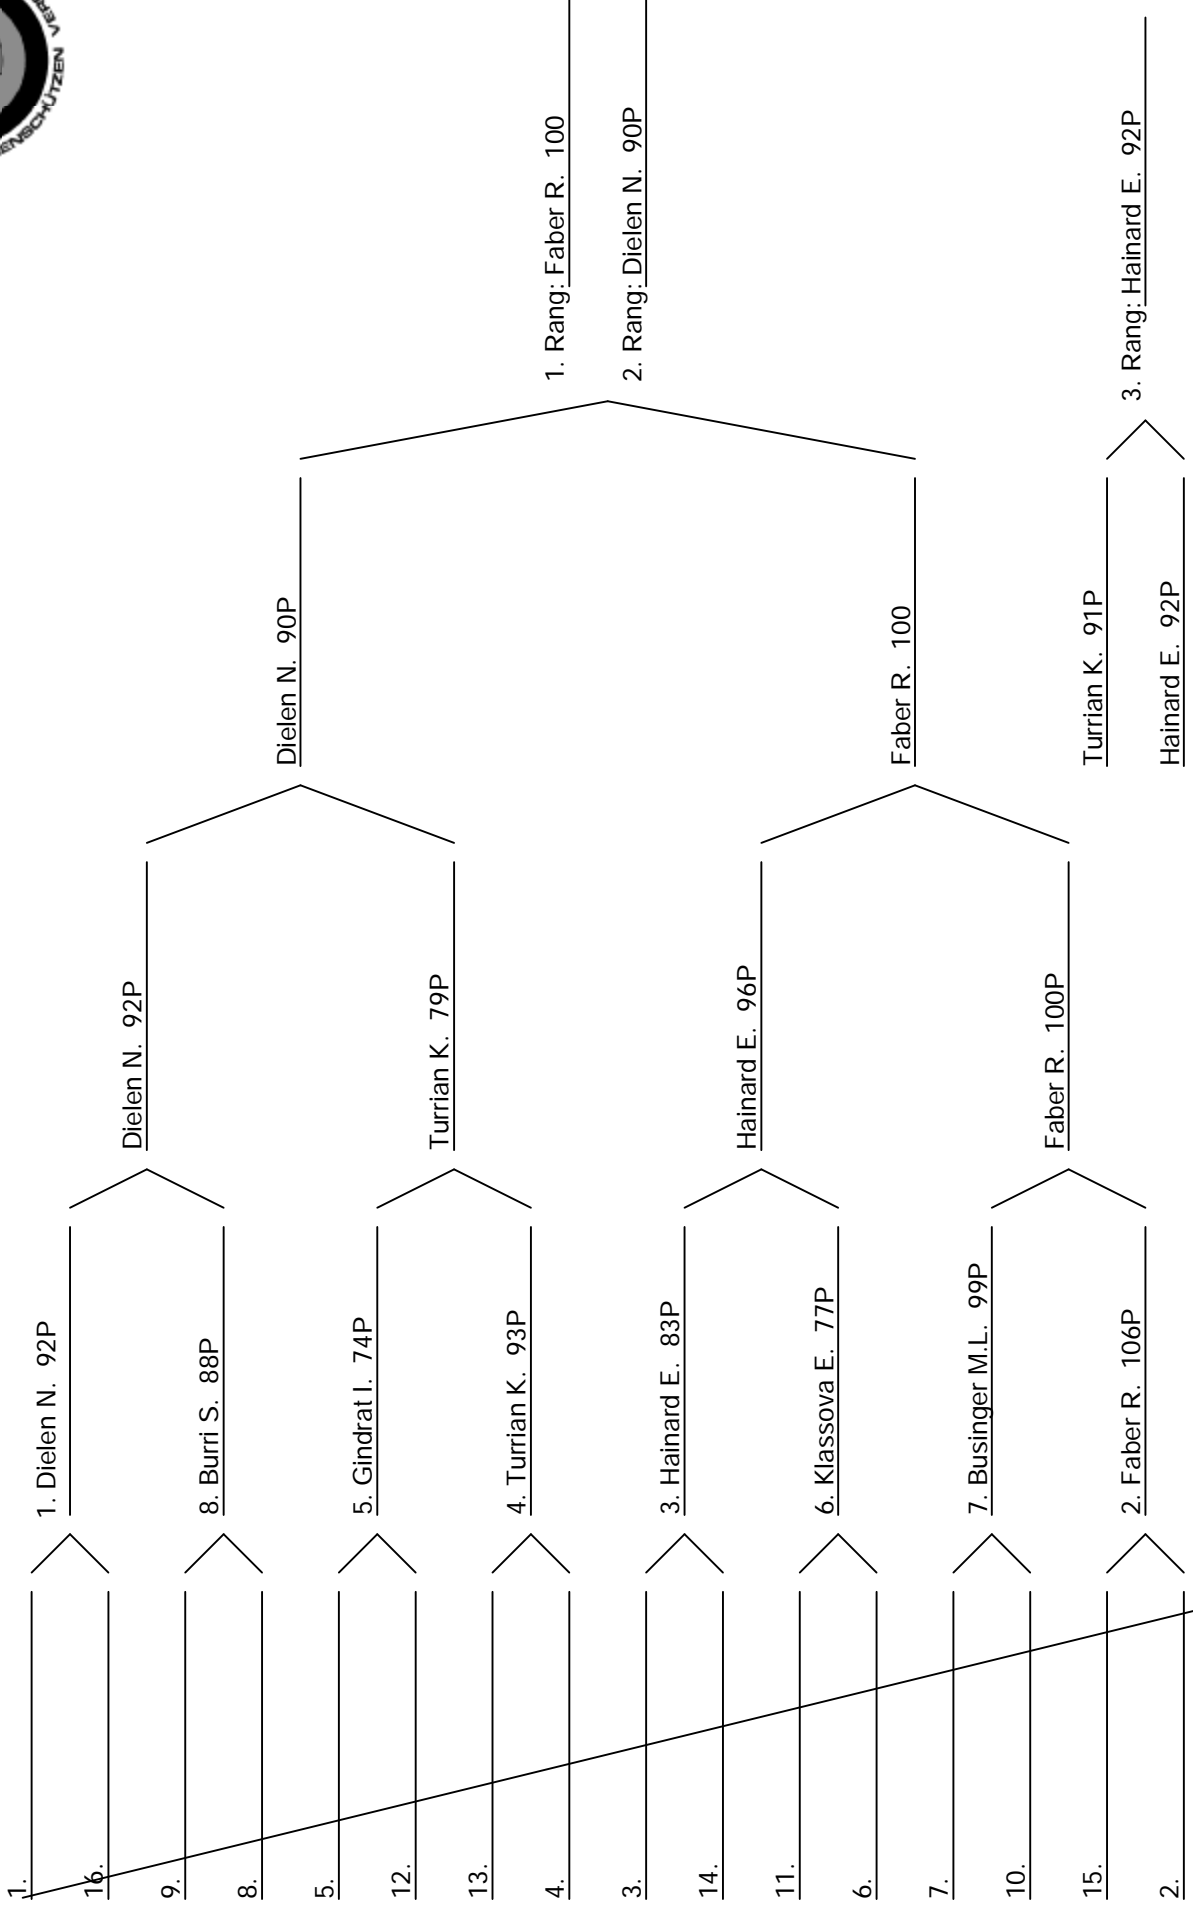 1.
16.
9.
8.
5.
12.
13.
4.
3.
14.
11.
6.
7.
10.
15.
2.
1. Dielen N. 92P
8. Burri S. 88P
5. Gindrat I. 74P
4. Turrian K. 93P
3. Hainard E. 83P
6. Klassova E. 77P
7. Businger M.L. 99P
2. Faber R. 106P
Dielen N. 92P
Turrian K. 79P
Hainard E. 96P
Faber R. 100P
Dielen N. 90P
Faber R. 100
Turrian K. 91P
Hainard E. 92P
1. Rang: Faber R. 100
2. Rang: Dielen N. 90P
3. Rang: Hainard E. 92P
ENSCHÜTZEN VER